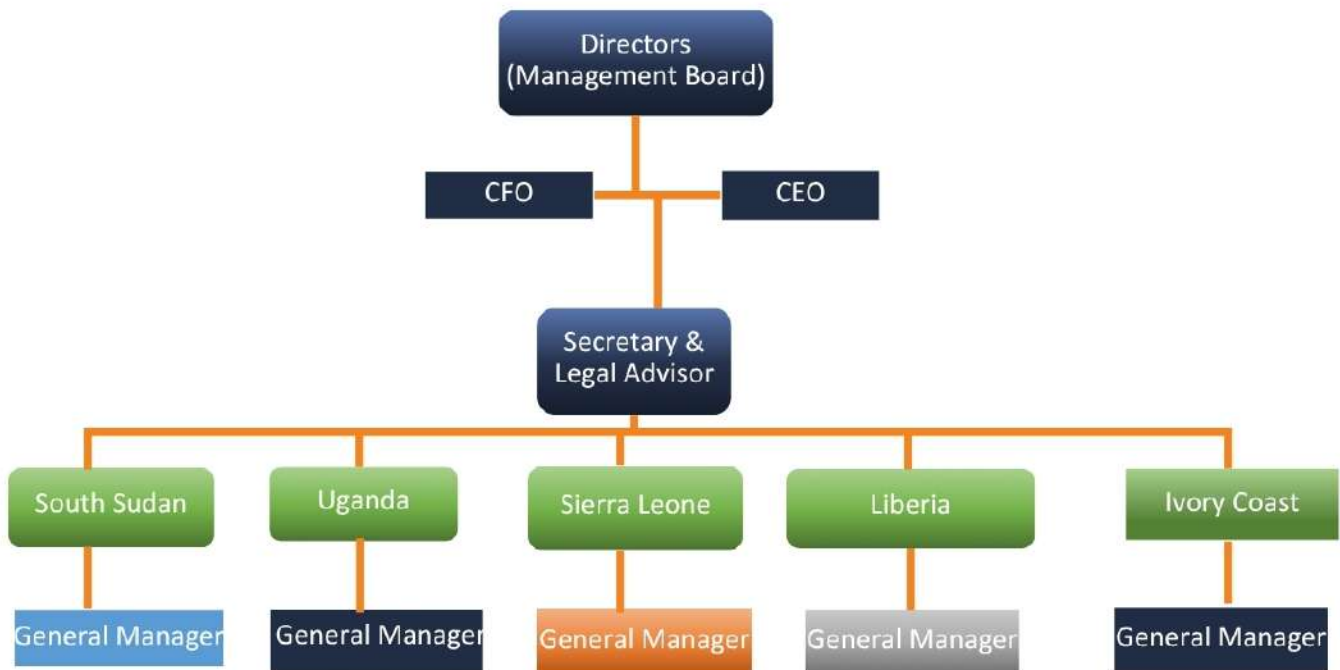 Directors
(Management Board)
CFO
CEO
Secretary &
Legal Advisor
South Sudan
Uganda
Sierra Leone
Liberia
Ivory Coast
General Manager
General Manager
General Manager
General Manager
General Manager